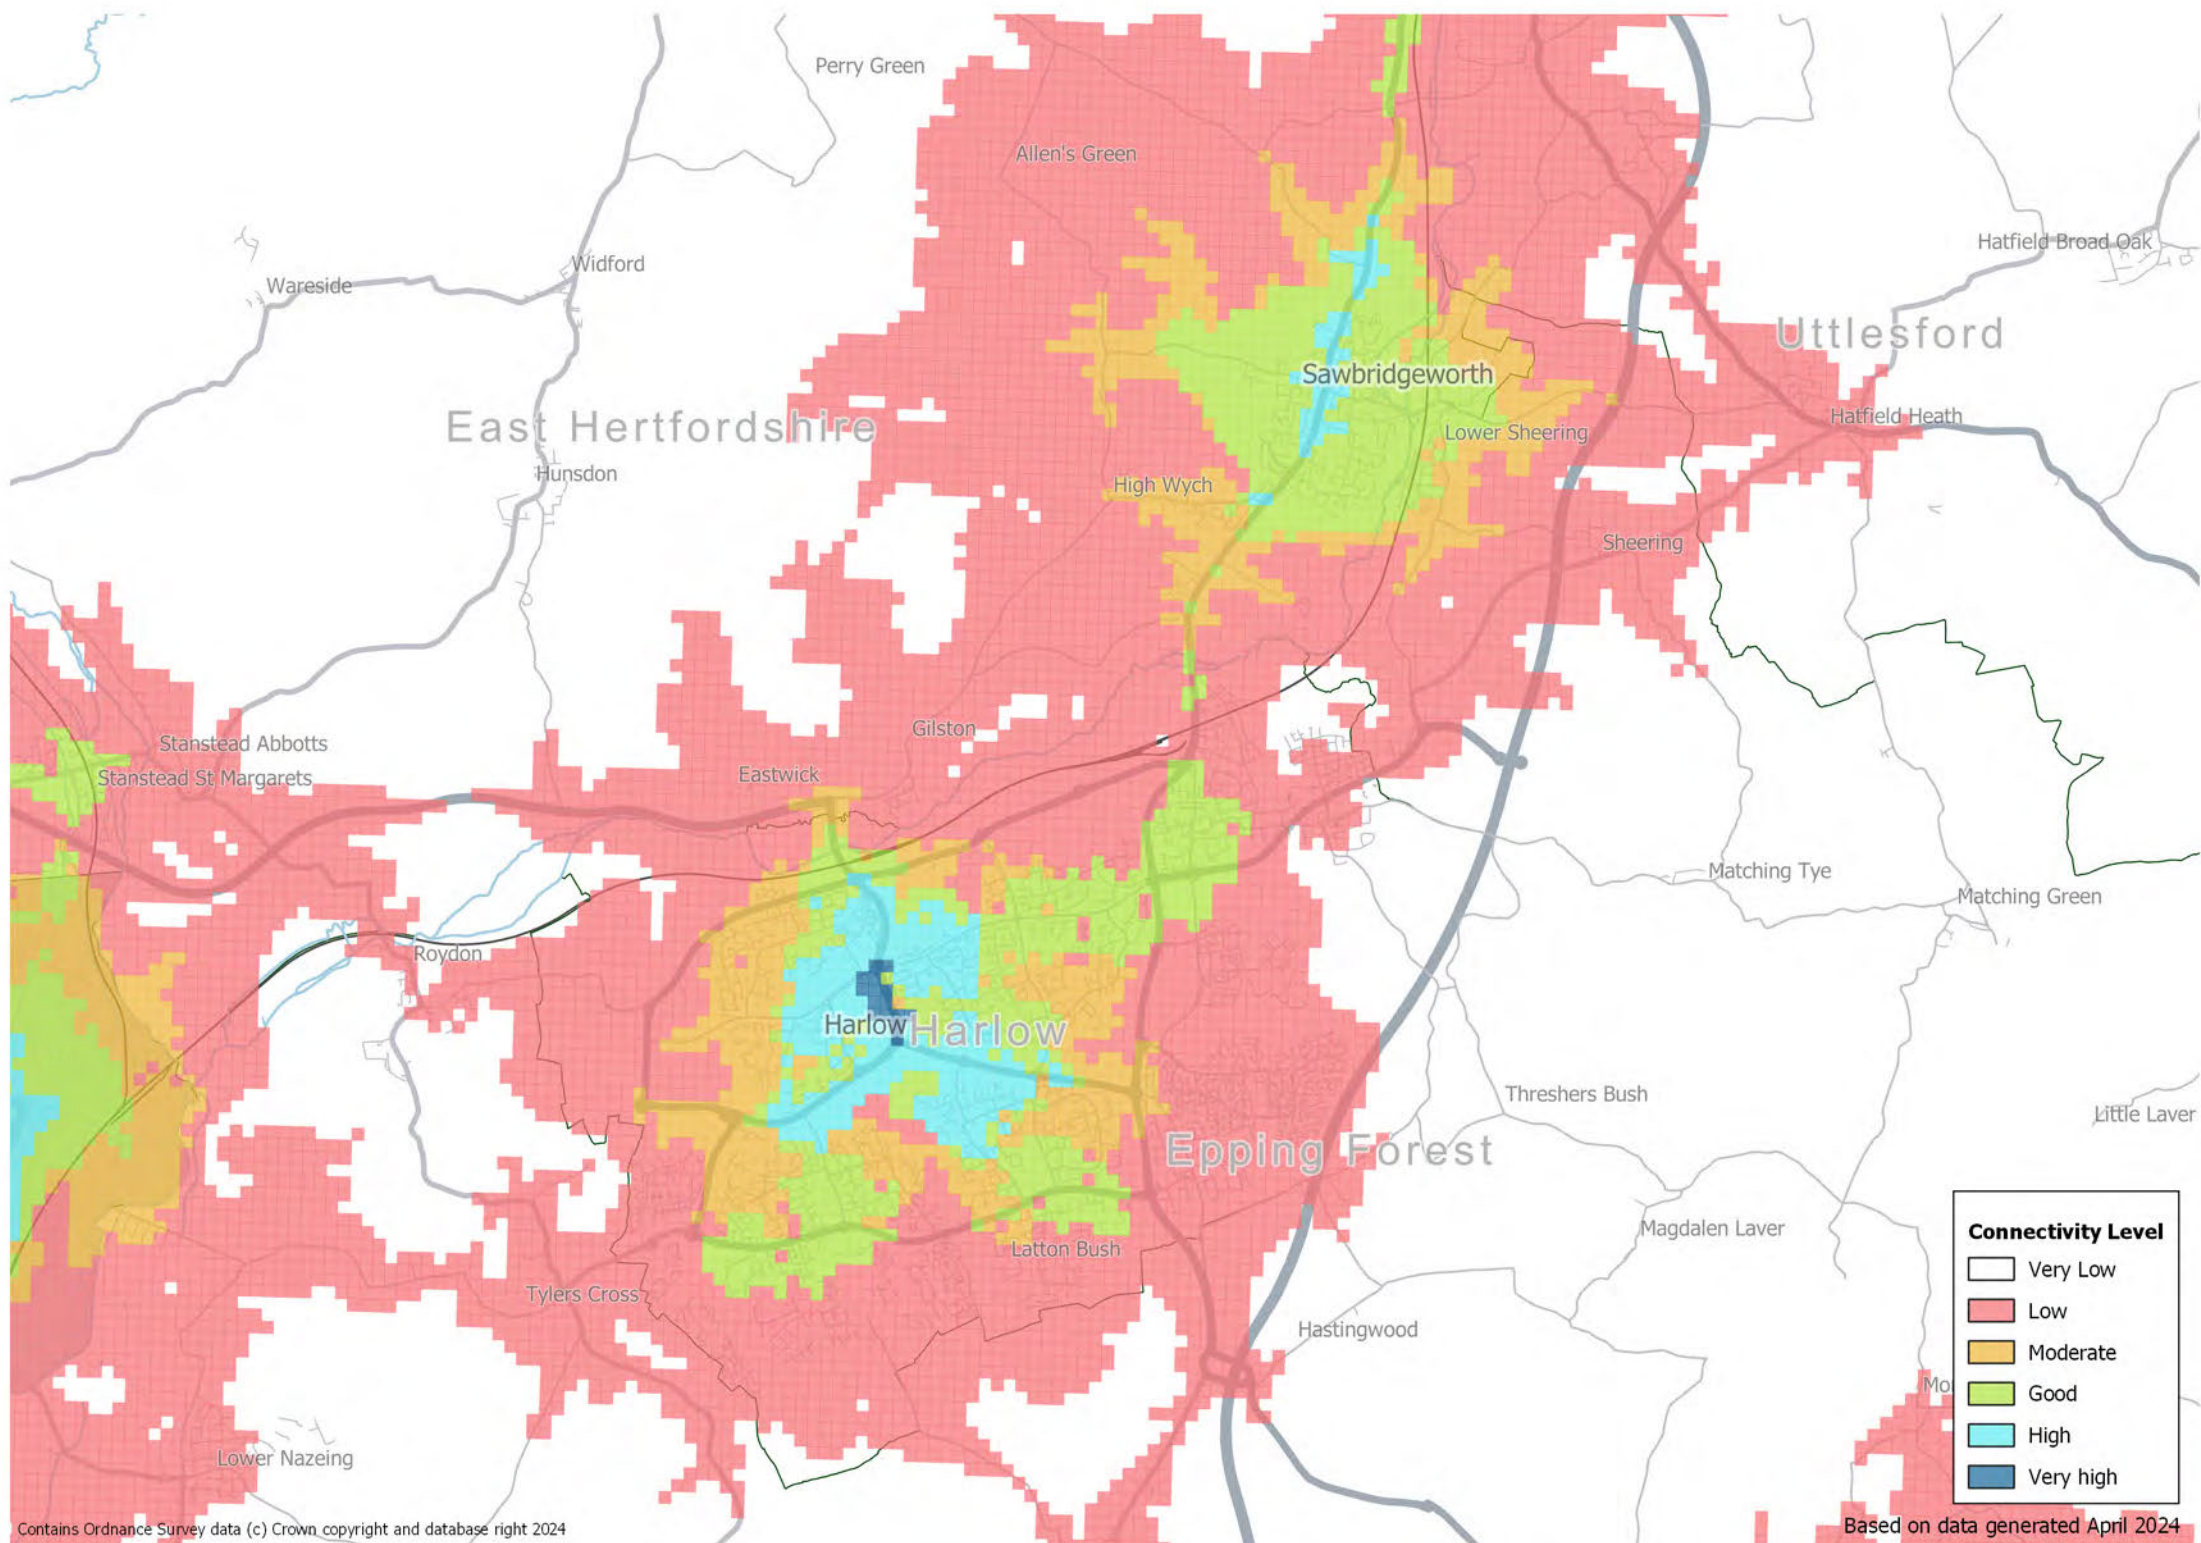 Perry Green
Allen's Green
Hatfield Broad Oak
Widford
Wareside
Uttlesford
Sawbridgeworth
Hatfield Heath
East Hertfordshire
Lower Sheering
Hunsdon
High Wych
Sheering
Gilston
Stanstead Abbotts
Eastwick
Stanstead St Margarets
Matching Tye
Matching Green
Roydon
Harlow
Harlow
Threshers Bush
Little Laver
Epping Forest
Magdalen Laver
Latton Bush
Tylers Cross
Hastingwood
Lower Nazeing
Connectivity Level
Very Low
Low
Moderate
Good
High
Very high
Contains Ordnance Survey data (c) Crown copyright and database right 2024
Based on data generated April 2024